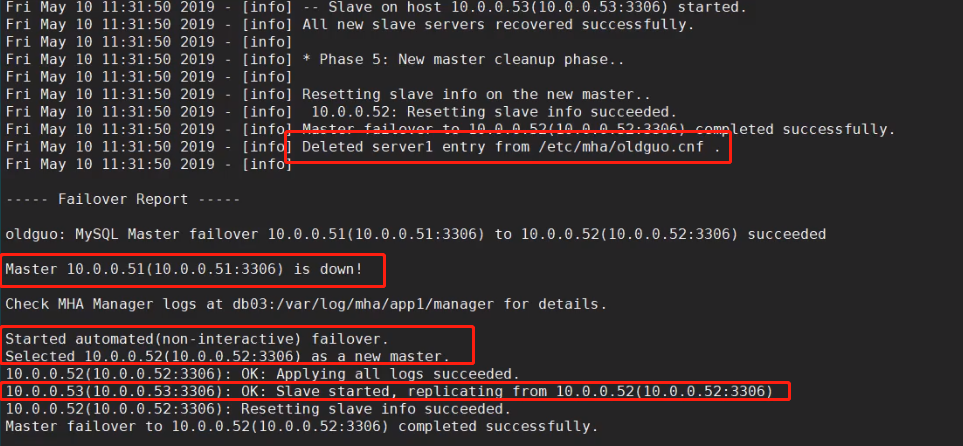 Fri May 10 11:31:50 2019 - [info] -- Slave on host 10.0.0.53(10.0.0.53:3306) started.
Fri May 10 11:31:50 2019 - [info] All new slave servers recovered successfully.
Fri May 10 11:31:50 2019 - [info]
Fri May 10 11:31:50 2019 - [info] * Phase 5: New master cleanup phase..
Fri May 10 11:31:50 2019 - [info]
Fri May 10 11:31:50 2019 - [info] Resetting slave info on the new master..
Fri May 10 11:31:50 2019 - [info]  10.0.0.52: Resetting slave info succeeded.
Fri May 10 11:31:50 2019 - [info] Master failover to 10.0.0.52(10.0.0.52:3306) completed successfully.
Fri May 10 11:31:50 2019 - [info] Deleted server1 entry from /etc/mha/oldguo.cnf .
Fri May 10 11:31:50 2019 - [info]
----- Failover Report -----
oldguo: MySQL Master failover 10.0.0.51(10.0.0.51:3306) to 10.0.0.52(10.0.0.52:3306) succeeded
Master 10.0.0.51(10.0.0.51:3306) is down!
Check MHA Manager logs at db03:/var/log/mha/app1/manager for details.
Started automated(non-interactive) failover.
Selected 10.0.0.52(10.0.0.52:3306) as a new master.
10.0.0.52(10.0.0.52:3306): OK: Applying all logs succeeded.
10.0.0.53(10.0.0.53:3306): OK: Slave started, replicating from 10.0.0.52(10.0.0.52:3306)
10.0.0.52(10.0.0.52:3306): Resetting slave info succeeded.
Master failover to 10.0.0.52(10.0.0.52:3306) completed successfully.